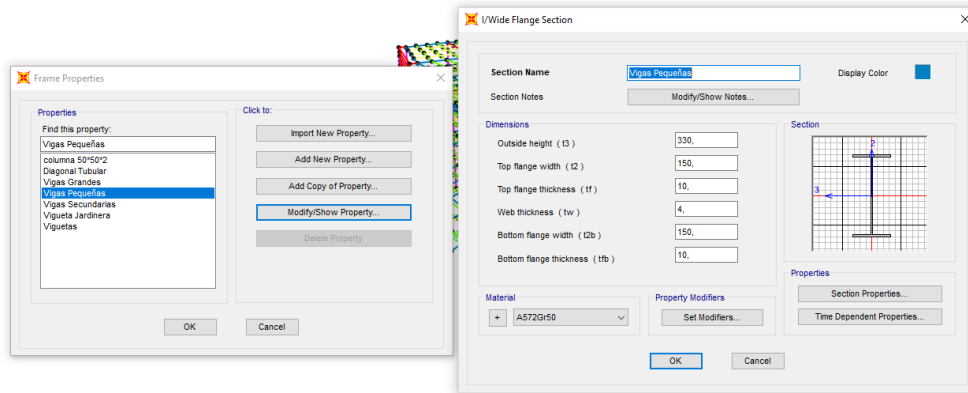 Frame Properties
Properties
Find this property:
Vigas Pequeñas
columna 50*50*2
Diagonal Tubular
Vigas Grandes
Vigas Pequeñas
Vigas Secundarias
Vigueta Jardinera
Viguetas
Click to:
Import New Property...
Add New Property...
Add Copy of Property...
Modify/Show Property...
Delete Property
OK
Cancel
I/Wide Flange Section
Section Name
Vigas Pequeñas
Display Color
Section Notes
Modify/Show Notes...
Dimensions
Outside height ( t3 )
330,
Top flange width ( t2 )
150,
Top flange thickness ( tf )
10,
Web thickness ( tw )
4,
Bottom flange width ( t2b )
150,
Bottom flange thickness ( tfb )
10,
Section
2
3
Properties
Section Properties...
Time Dependent Properties...
Material
+
A572Gr50
Property Modifiers
Set Modifiers...
OK
Cancel